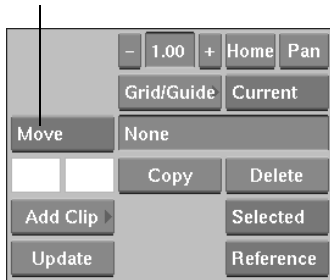 - 1.00 + Home Pan
Grid/Guide Current
Move None
Copy Delete
Add Clip Selected
Update Reference